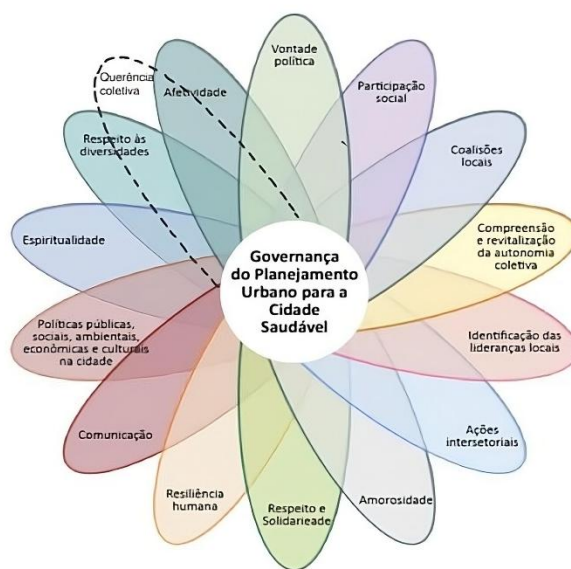 Querência
coletiva
Afetividade
Vontade
política
Participação
social
Coalisões
locais
Compreensão
e revitalização
da autonomia
coletiva
Identificação das
lideranças locais
Ações
intersetoriais
Amorosidade
Respeito e
Solidarieade
Resiliência
humana
Comunicação
Políticas públicas,
sociais, ambientais,
econômicas e culturais
na cidade
Espiritualidade
Respeito às
diversidades
Governança
do Planejamento
Urbano para a
Cidade
Saudável